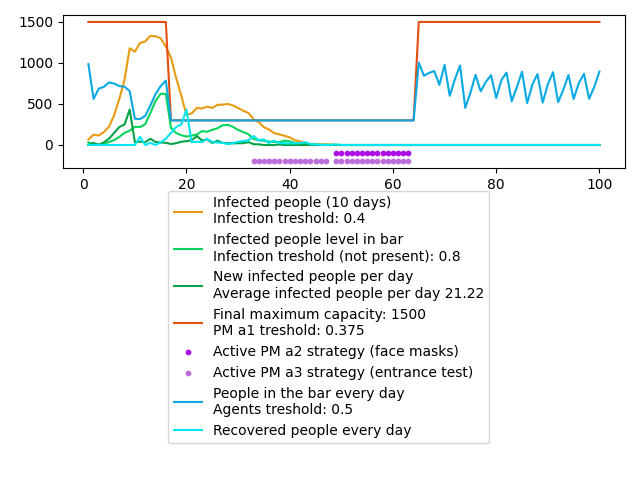 1500
1000
500
0
0 20 40 60 80 100
Infected people (10 days)
Infection treshold: 0.4
Infected people level in bar
Infection treshold (not present): 0.8
New infected people per day
Average infected people per day 21.22
Final maximum capacity: 1500
PM a1 treshold: 0.375
Active PM a2 strategy (face masks)
Active PM a3 strategy (entrance test)
People in the bar every day
Agents treshold: 0.5
Recovered people every day